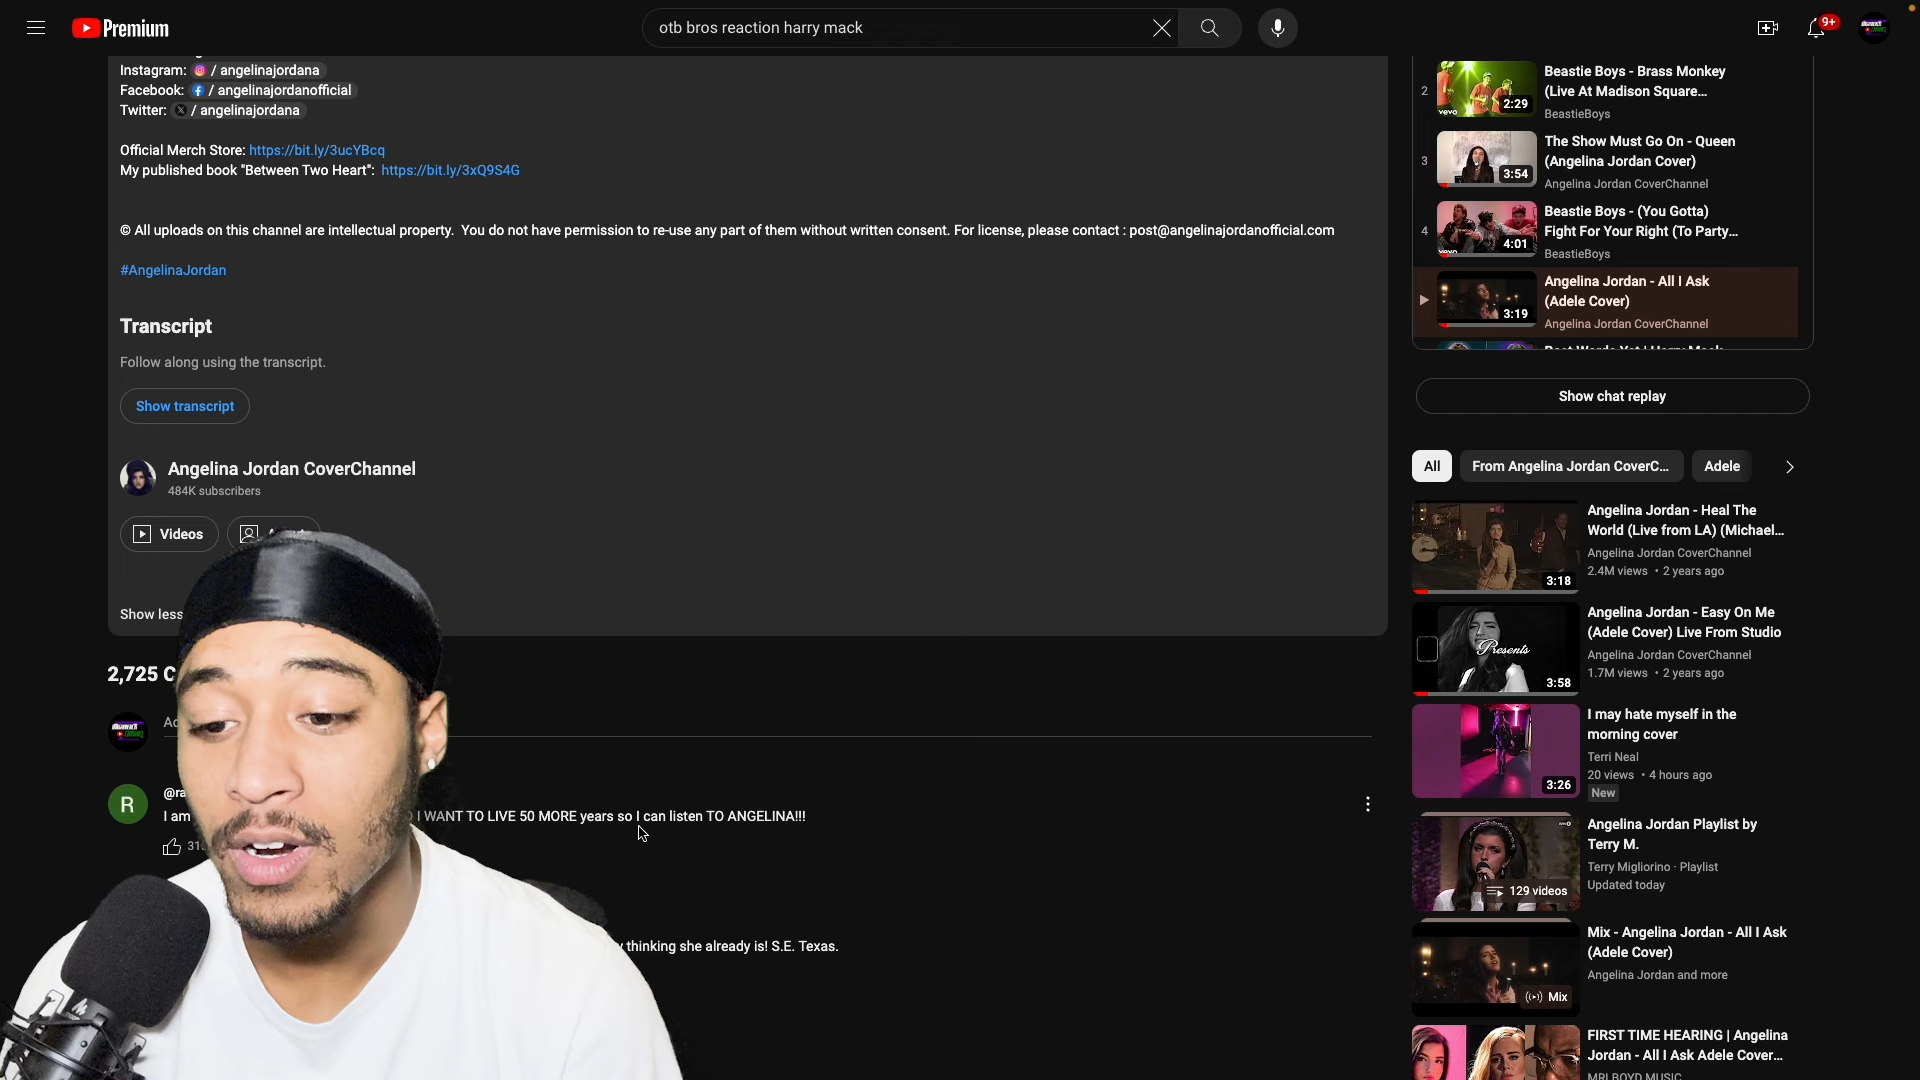 Premium
otb bros reaction harry mack
9+
Instagram: / angelinajordana
Facebook: / angelinajordanofficial
Twitter: / angelinajordana
Official Merch Store: https://bit.ly/3ucYBcq
My published book "Between Two Heart": https://bit.ly/3xQ9S4G
© All uploads on this channel are intellectual property. You do not have permission to re-use any part of them without written consent. For license, please contact : post@angelinajordanofficial.com
#AngelinaJordan
Transcript
Follow along using the transcript.
Show transcript
Angelina Jordan CoverChannel
484K subscribers
Videos
Show less
2,725
R
I am
I WANT TO LIVE 50 MORE years so I can listen TO ANGELINA!!!
thinking she already is! S.E. Texas.
2
2:29
Beastie Boys - Brass Monkey
(Live At Madison Square...
BeastieBoys
3
3:54
The Show Must Go On - Queen
(Angelina Jordan Cover)
Angelina Jordan CoverChannel
4
4:01
Beastie Boys - (You Gotta)
Fight For Your Right (To Party...
BeastieBoys
3:19
Angelina Jordan - All I Ask
(Adele Cover)
Angelina Jordan CoverChannel
Show chat replay
All
From Angelina Jordan CoverC...
Adele
3:18
Angelina Jordan - Heal The
World (Live from LA) (Michael...
Angelina Jordan CoverChannel
2.4M views • 2 years ago
Presents
3:58
Angelina Jordan - Easy On Me
(Adele Cover) Live From Studio
Angelina Jordan CoverChannel
1.7M views • 2 years ago
3:26
I may hate myself in the
morning cover
Terri Neal
20 views • 4 hours ago
New
129 videos
Angelina Jordan Playlist by
Terry M.
Terry Migliorino · Playlist
Updated today
Mix
Mix - Angelina Jordan - All I Ask
(Adele Cover)
Angelina Jordan and more
FIRST TIME HEARING | Angelina
Jordan - All I Ask Adele Cover...